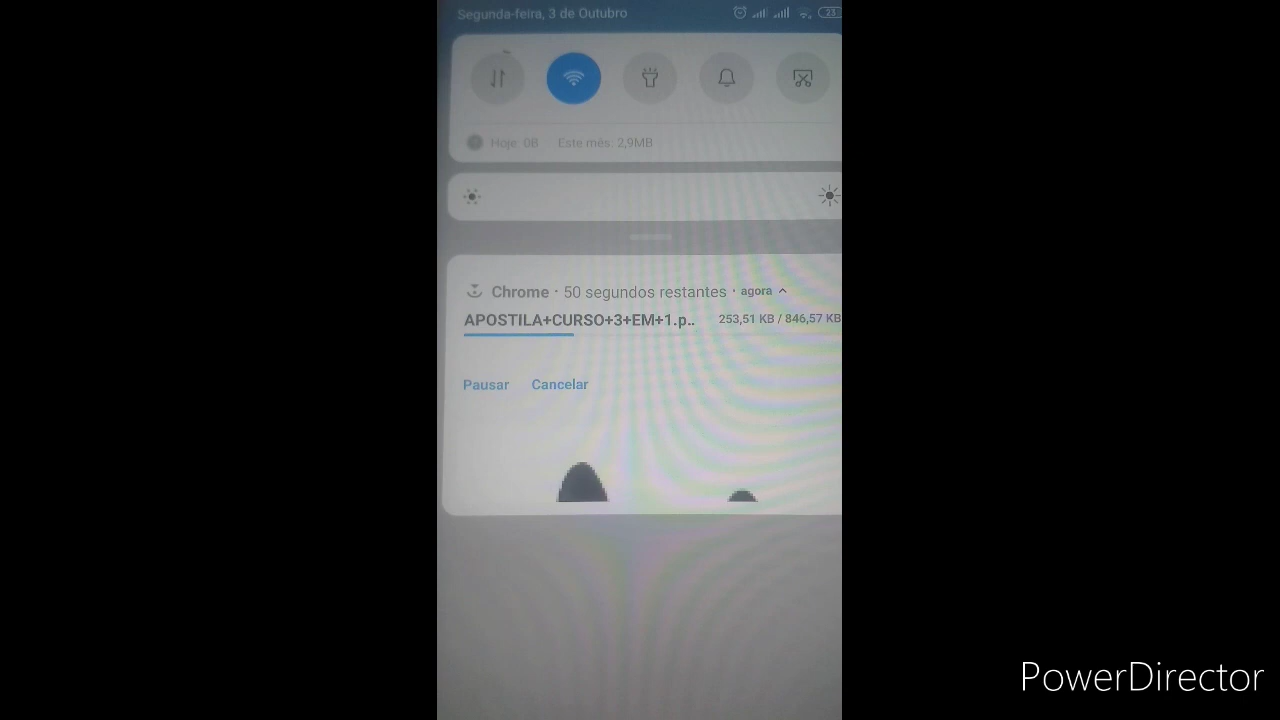 Segunda-feira, 3 de Outubro
23
Hoje: 0B Este mês: 2,9MB
Chrome · 50 segundos restantes · agora
APOSTILA+CURSO+3+EM+1.p.. 253,51 KB / 846,57 KB
Pausar Cancelar
PowerDirector